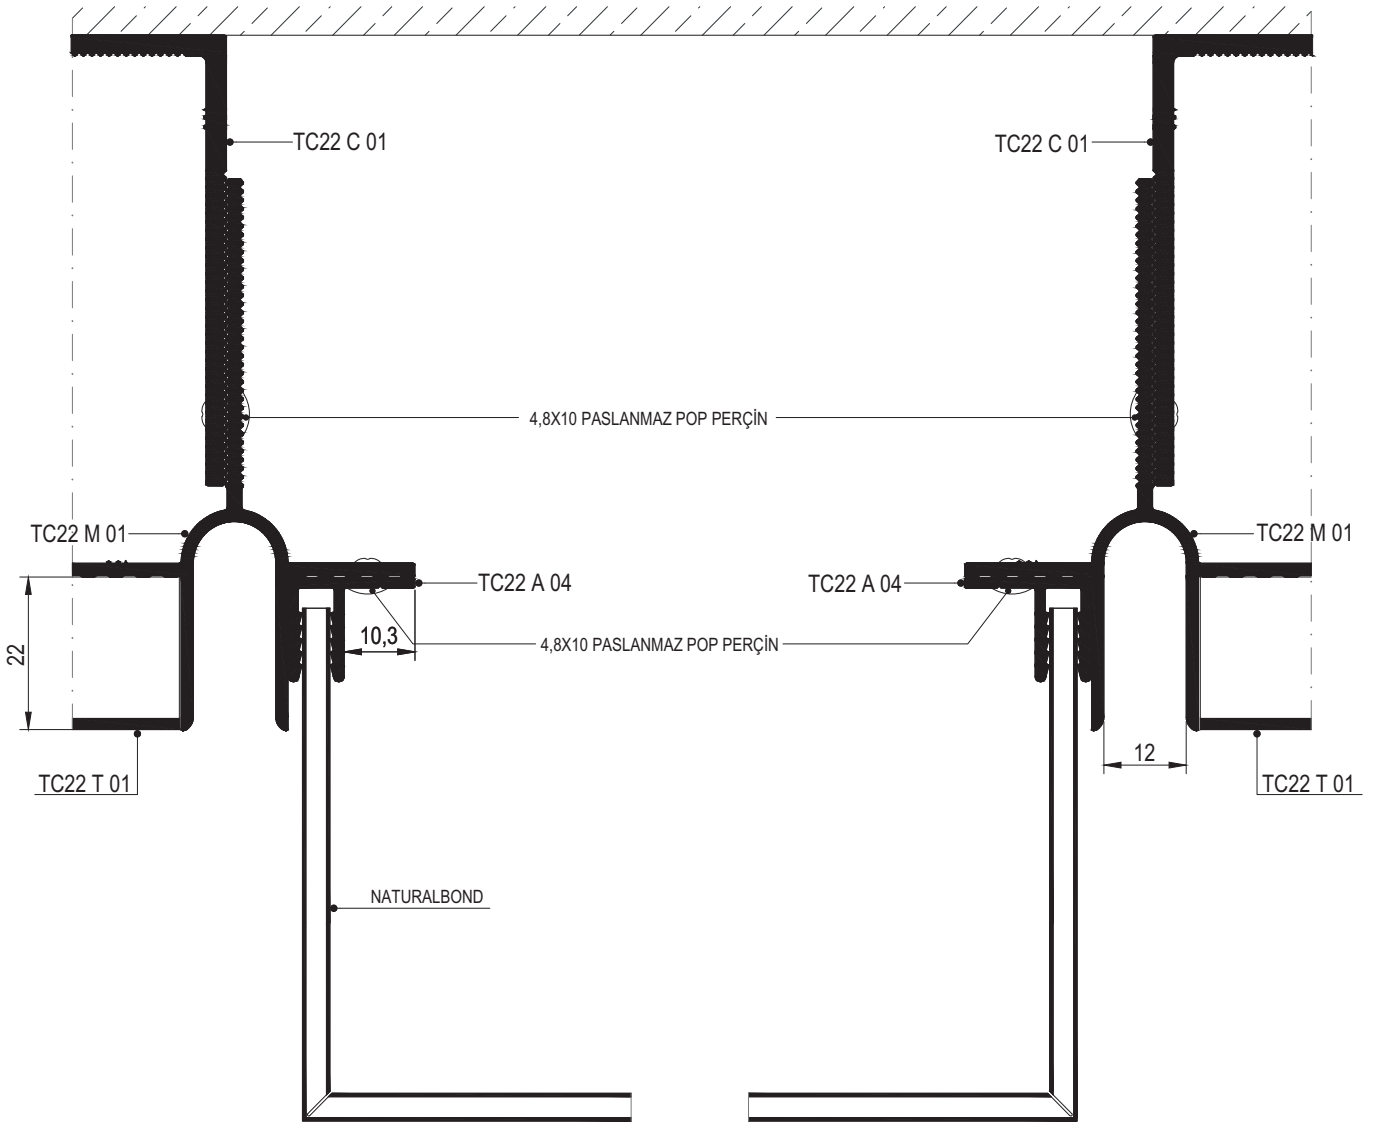 TC22 C 01
TC22 C 01
4,8X10 PASLANMAZ POP PERÇİN
TC22 M 01
TC22 M 01
TC22 A 04
TC22 A 04
10,3
4,8X10 PASLANMAZ POP PERÇİN
22
12
TC22 T 01
TC22 T 01
NATURALBOND